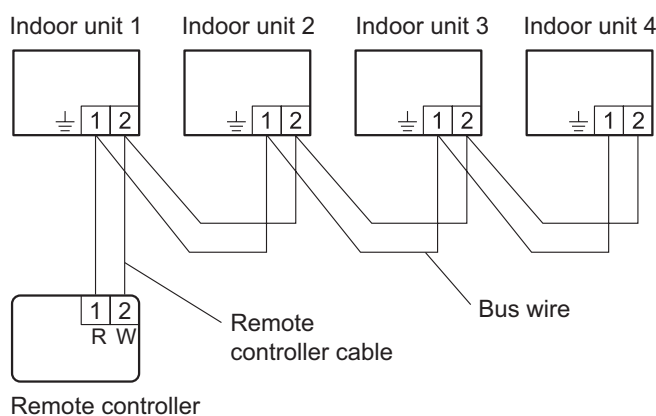 Indoor unit 1 Indoor unit 2 Indoor unit 3 Indoor unit 4
1 2 1 2 1 2 1 2
1 2
R W
Remote
controller cable
Bus wire
Remote controller